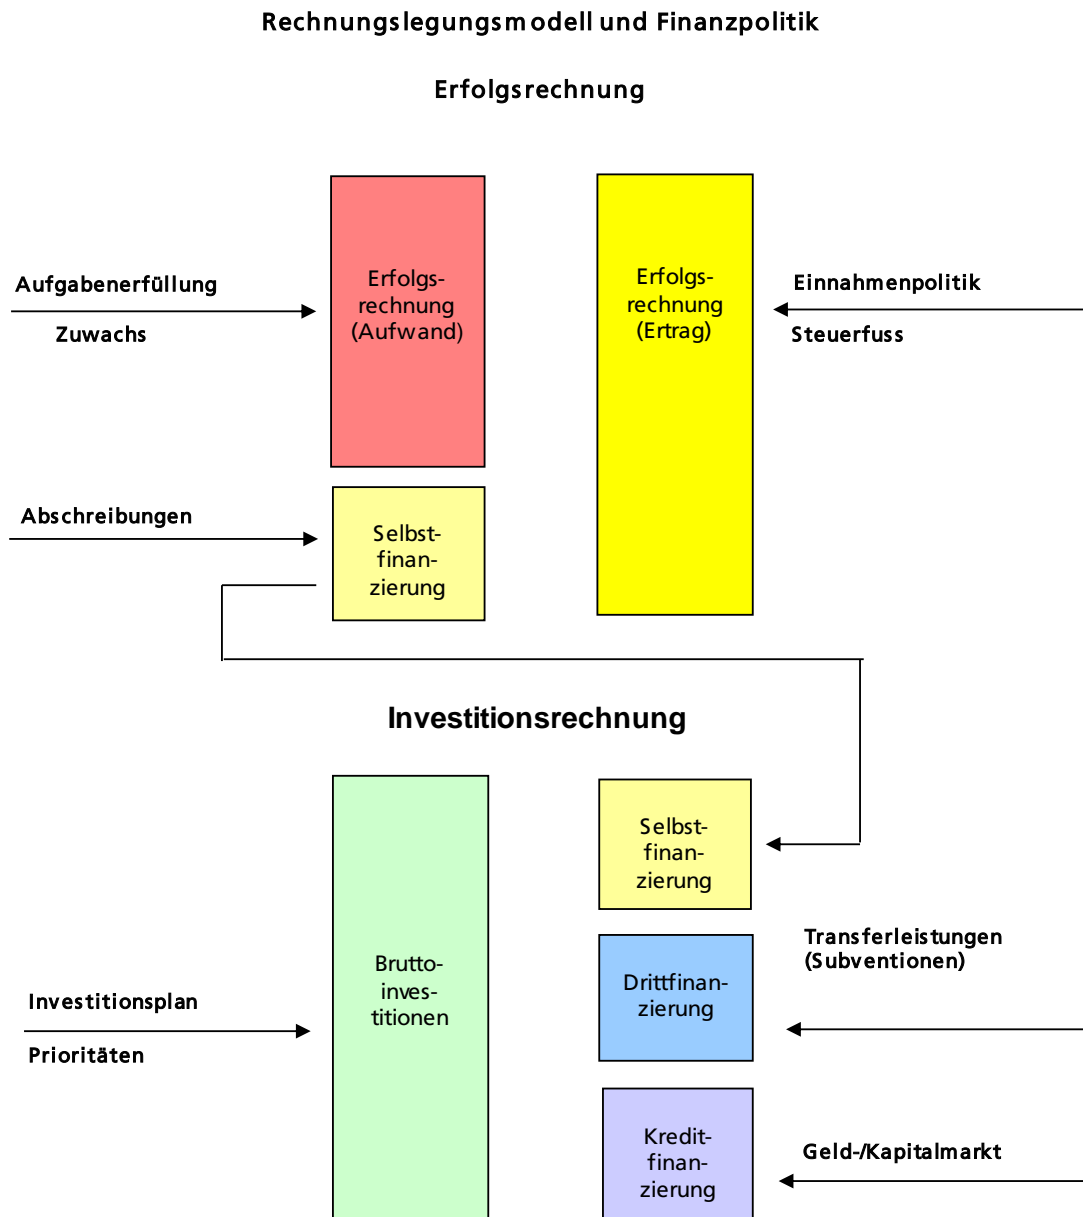 Rechnungslegungsmodell und Finanzpolitik
Erfolgsrechnung
Aufgabenerfüllung
Zuwachs
Erfolgs-
rechnung
(Aufwand)
Erfolgs-
rechnung
(Ertrag)
Einnahmenpolitik
Steuerfuss
Abschreibungen
Selbst-
finan-
zierung
Investitionsrechnung
Investitionsplan
Prioritäten
Brutto-
inves-
titionen
Selbst-
finan-
zierung
Drittfinan-
zierung
Transferleistungen
(Subventionen)
Kredit-
finan-
zierung
Geld-/Kapitalmarkt